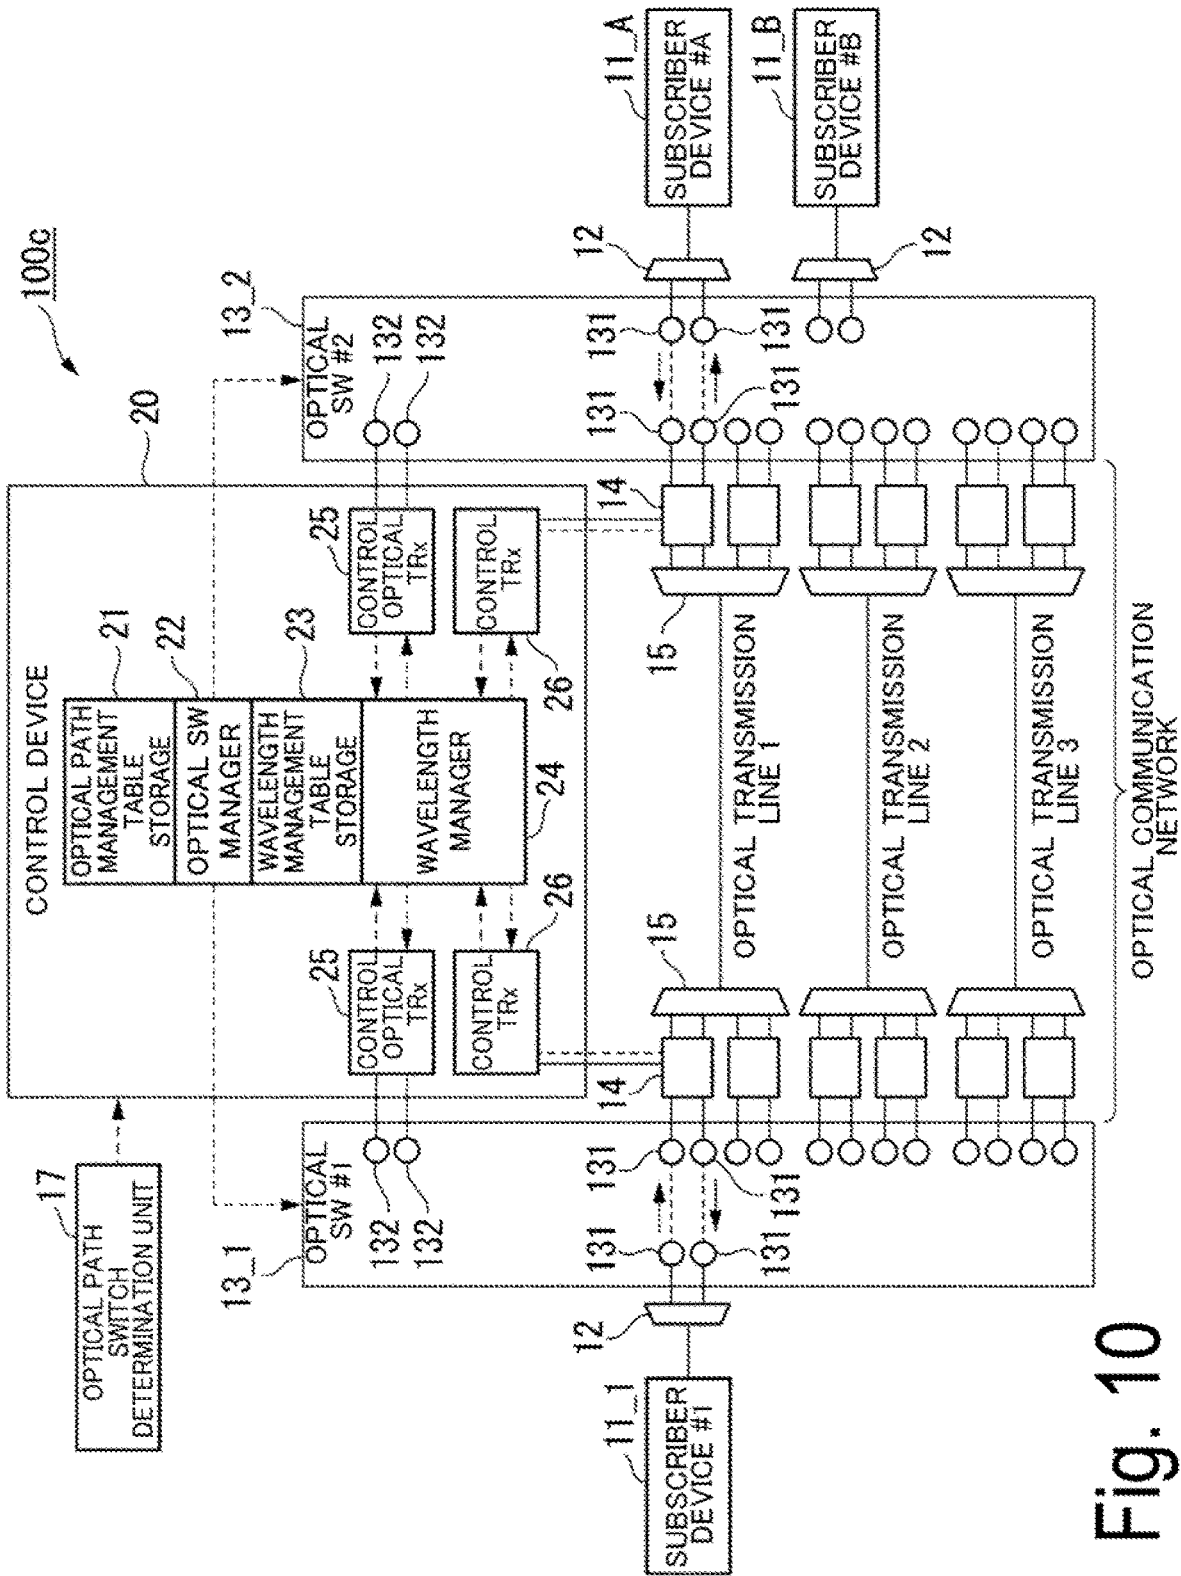 100c
17
OPTICAL PATH
SWITCH
DETERMINATION UNIT
20
CONTROL DEVICE
OPTICAL PATH
MANAGEMENT
TABLE
STORAGE
21
OPTICAL SW
MANAGER
22
WAVELENGTH
MANAGEMENT
TABLE
STORAGE
23
WAVELENGTH
MANAGER
24
25
CONTROL
OPTICAL
TRx
CONTROL
TRx
26
25
CONTROL
OPTICAL
TRx
CONTROL
TRx
26
13_1
OPTICAL
SW #1
132
132
13_2
OPTICAL
SW #2
132
132
11_1
SUBSCRIBER
DEVICE #1
12
131
131
131
131
14
15
OPTICAL TRANSMISSION
LINE 1
15
14
131
131
131
131
12
11_A
SUBSCRIBER
DEVICE #A
OPTICAL TRANSMISSION
LINE 2
12
11_B
SUBSCRIBER
DEVICE #B
OPTICAL TRANSMISSION
LINE 3
OPTICAL COMMUNICATION
NETWORK
Fig. 10